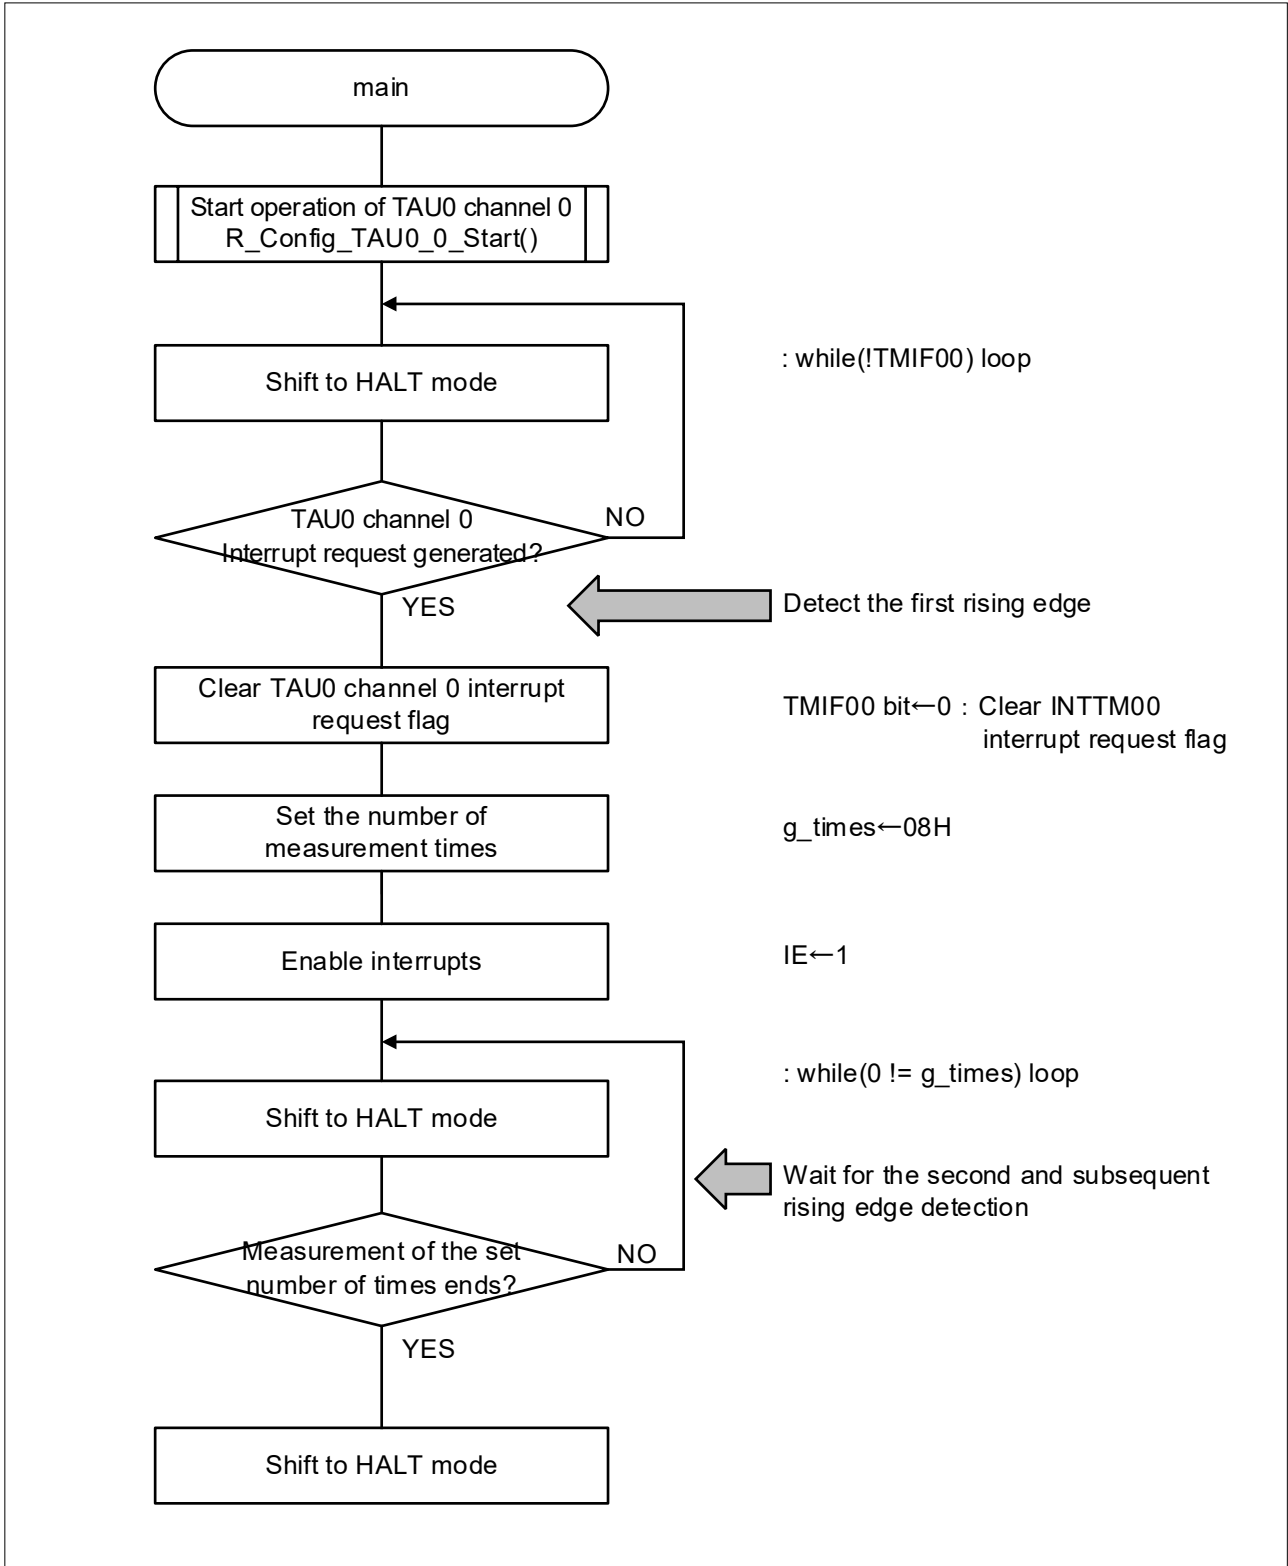 main
Start operation of TAU0 channel 0
R_Config_TAU0_0_Start()
: while(!TMIF00) loop
Shift to HALT mode
TAU0 channel 0
Interrupt request generated?
NO
YES
Detect the first rising edge
Clear TAU0 channel 0 interrupt
request flag
TMIF00 bit←0 : Clear INTTM00
interrupt request flag
Set the number of
measurement times
g_times←08H
Enable interrupts
IE←1
: while(0 != g_times) loop
Shift to HALT mode
Wait for the second and subsequent
rising edge detection
Measurement of the set
number of times ends?
NO
YES
Shift to HALT mode